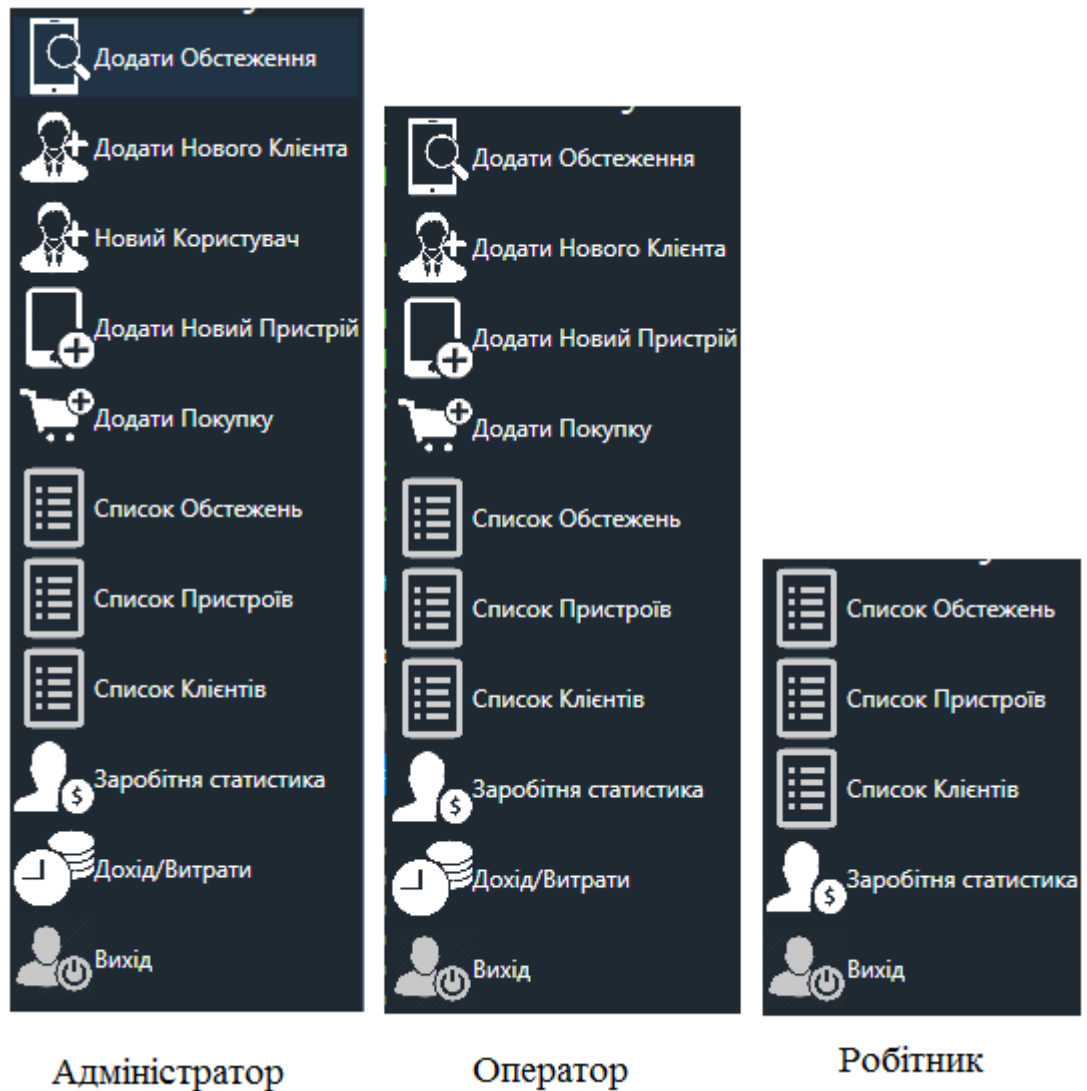 Додати Обстеження
Додати Нового Клієнта
Новий Користувач
Додати Новий Пристрій
Додати Покупку
Список Обстежень
Список Пристроїв
Список Клієнтів
Заробітня статистика
Дохід/Витрати
Вихід
Адміністратор
Додати Обстеження
Додати Нового Клієнта
Додати Новий Пристрій
Додати Покупку
Список Обстежень
Список Пристроїв
Список Клієнтів
Заробітня статистика
Дохід/Витрати
Вихід
Оператор
Список Обстежень
Список Пристроїв
Список Клієнтів
Заробітня статистика
Вихід
Робітник